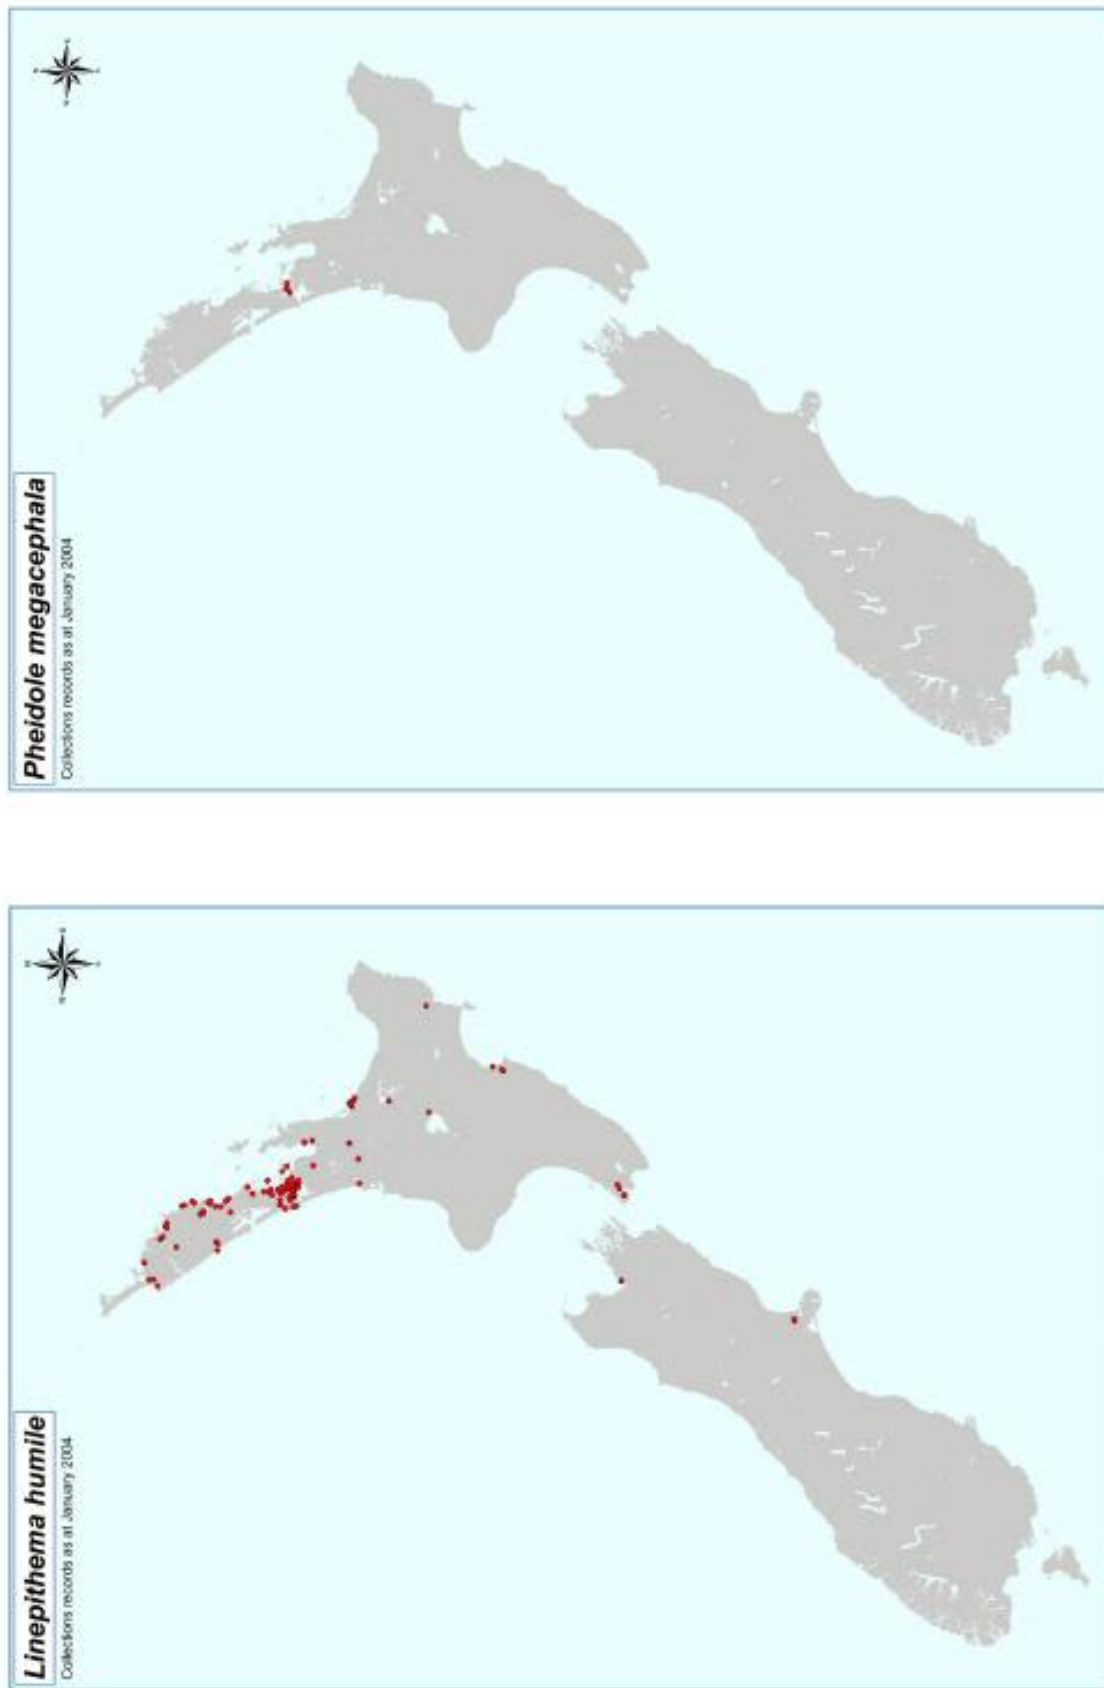 Pheidole megacephala
Collections records as at January 2004
Linepithema humile
Collections records as at January 2004